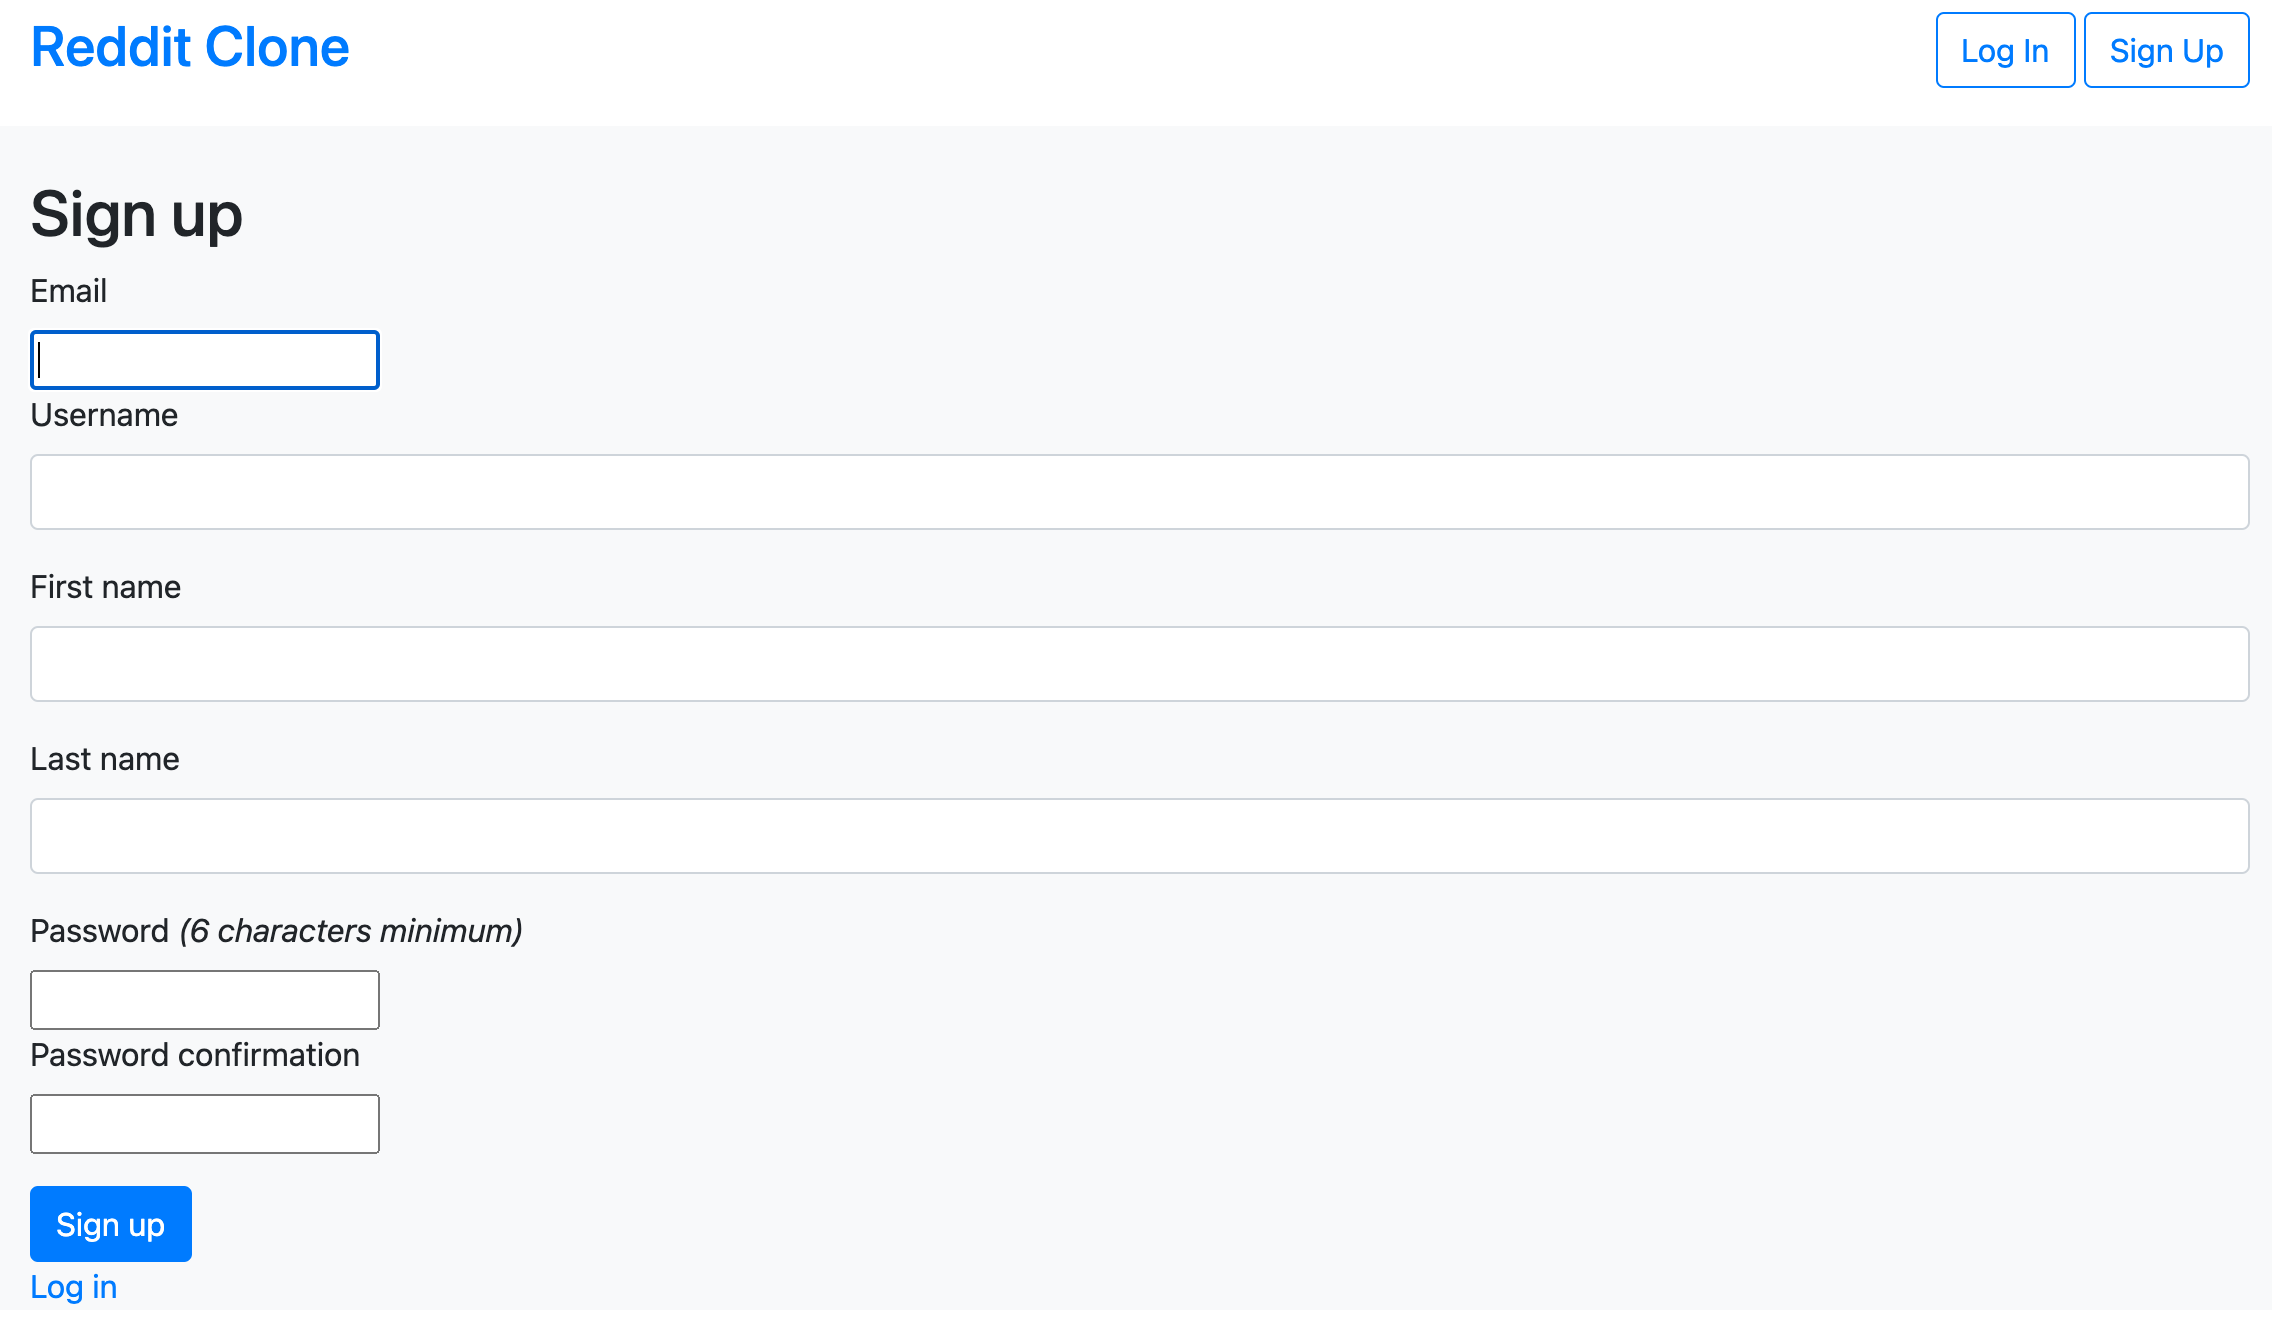 Reddit Clone
Log In
Sign Up
Sign up
Email
Username
First name
Last name
Password (6 characters minimum)
Password confirmation
Sign up
Log in